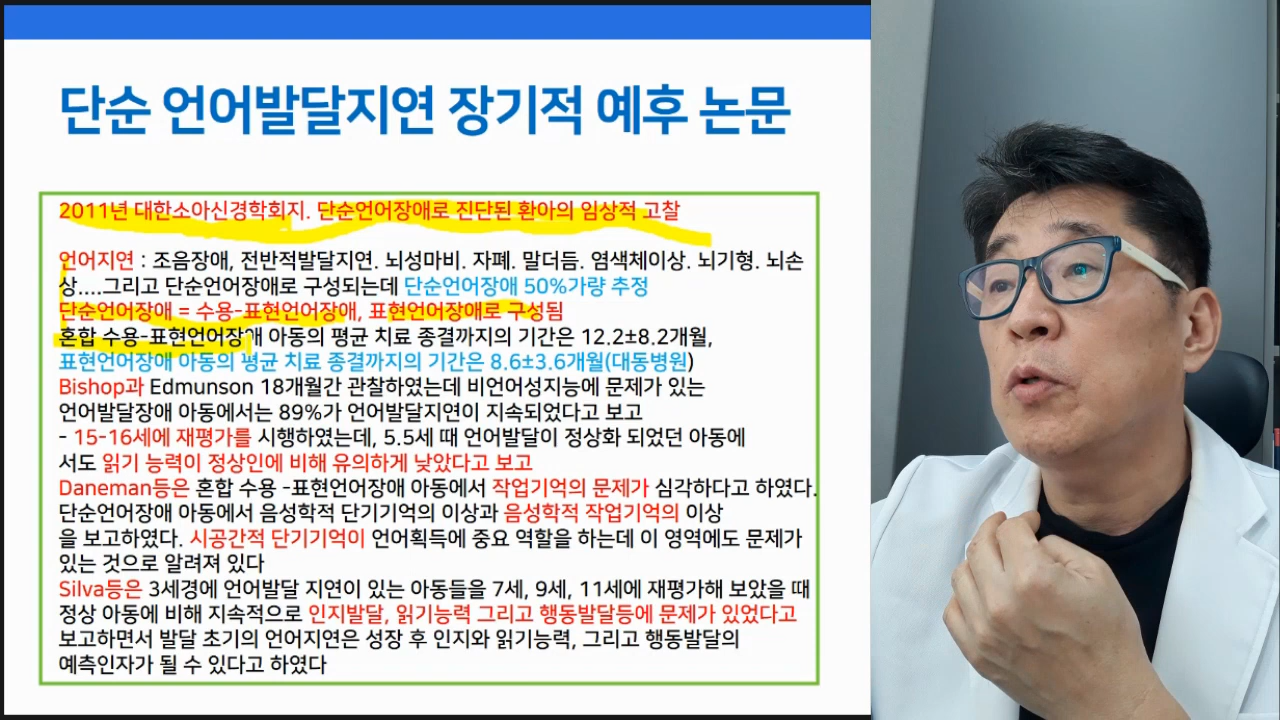 단순 언어발달지연 장기적 예후 논문
2011년 대한소아신경학회지. 단순언어장애로 진단된 환아의 임상적 고찰
언어지연 : 조음장애, 전반적발달지연. 뇌성마비. 자폐. 말더듬. 염색체이상. 뇌기형. 뇌손
상....그리고 단순언어장애로 구성되는데 단순언어장애 50%가량 추정
단순언어장애 = 수용-표현언어장애, 표현언어장애로 구성됨
혼합 수용-표현언어장애 아동의 평균 치료 종결까지의 기간은 12.2±8.2개월,
표현언어장애 아동의 평균 치료 종결까지의 기간은 8.6±3.6개월(대동병원)
Bishop과 Edmunson 18개월간 관찰하였는데 비언어성지능에 문제가 있는
언어발달장애 아동에서는 89%가 언어발달지연이 지속되었다고 보고
- 15-16세에 재평가를 시행하였는데, 5.5세 때 언어발달이 정상화 되었던 아동에
서도 읽기 능력이 정상인에 비해 유의하게 낮았다고 보고
Daneman등은 혼합 수용 -표현언어장애 아동에서 작업기억의 문제가 심각하다고 하였다.
단순언어장애 아동에서 음성학적 단기기억의 이상과 음성학적 작업기억의 이상
을 보고하였다. 시공간적 단기기억이 언어획득에 중요 역할을 하는데 이 영역에도 문제가
있는 것으로 알려져 있다
Silva등은 3세경에 언어발달 지연이 있는 아동들을 7세, 9세, 11세에 재평가해 보았을 때
정상 아동에 비해 지속적으로 인지발달, 읽기능력 그리고 행동발달등에 문제가 있었다고
보고하면서 발달 초기의 언어지연은 성장 후 인지와 읽기능력, 그리고 행동발달의
예측인자가 될 수 있다고 하였다